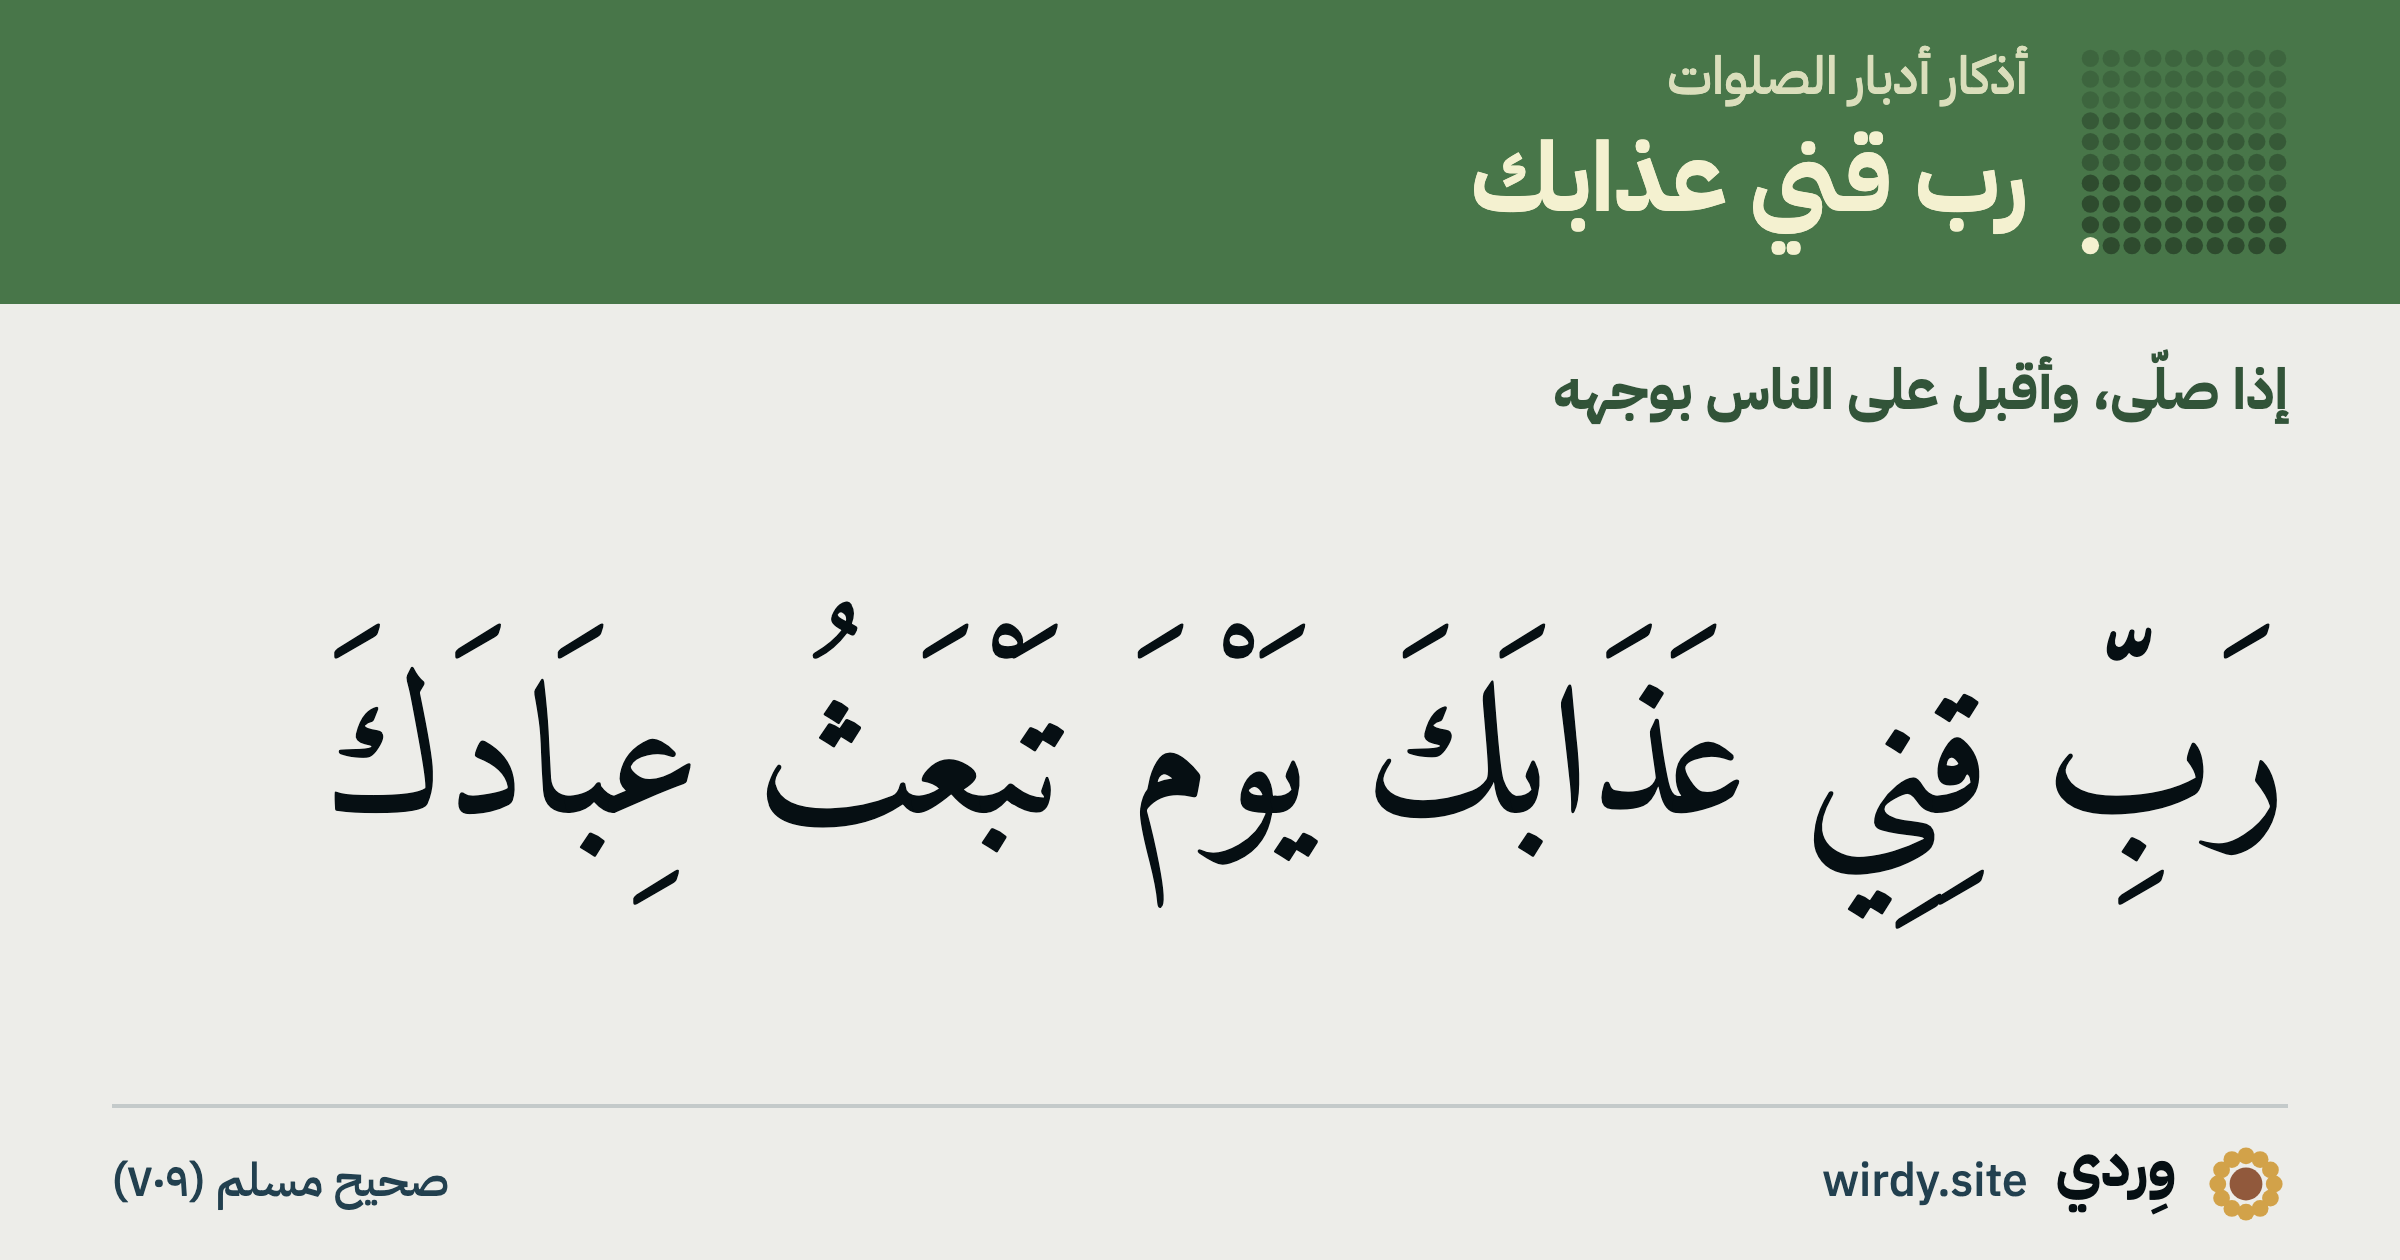 أذكار أدبار الصلوات
رب قني عذابك
إذا صلّى، وأقبل على الناس بوجهه
رَبِّ قِنِي عَذَابَكَ يَوْمَ تَبْعَثُ عِبَادَكَ
وِردي wirdy.site
صحيح مسلم (٧٠٩)